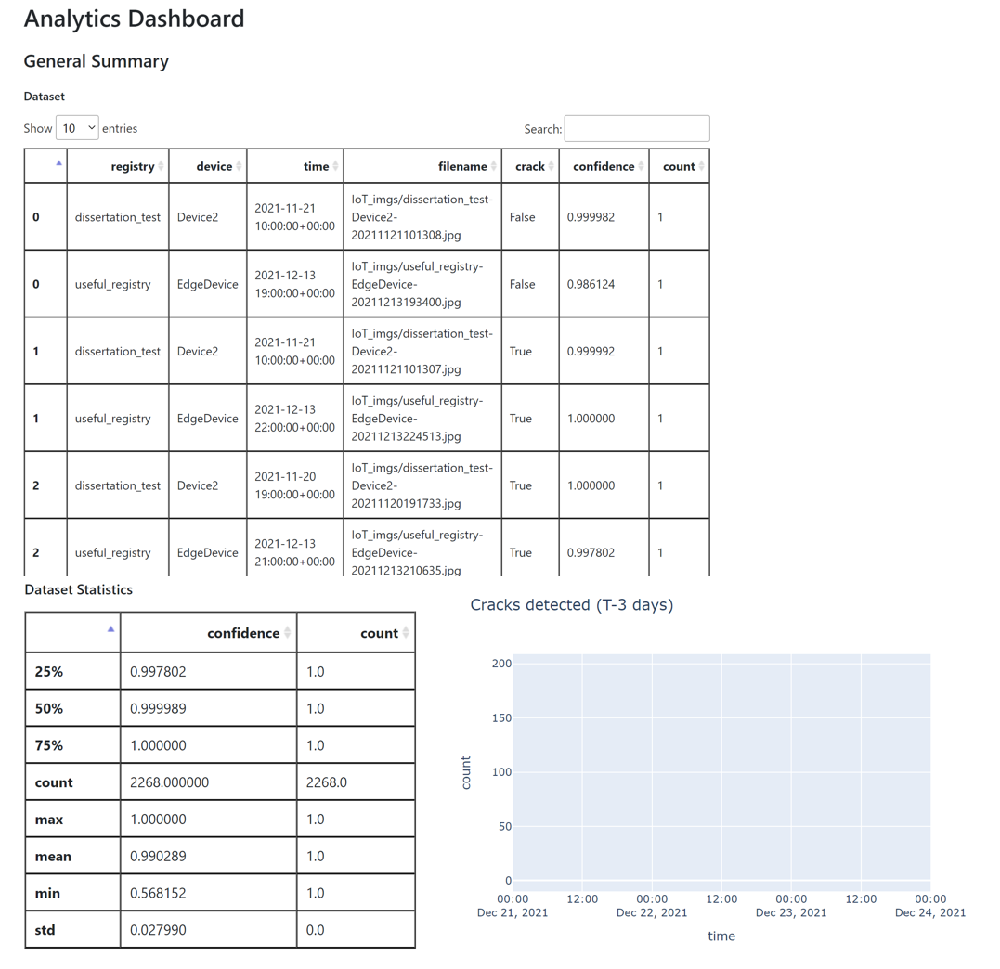 Analytics Dashboard
General Summary
Dataset
Show 10 entries
Search:
registry device time filename crack confidence count
0 dissertation_test Device2 2021-11-21 10:00:00+00:00 IoT_imgs/dissertation_test-Device2-20211121101308.jpg False 0.999982 1
0 useful_registry EdgeDevice 2021-12-13 19:00:00+00:00 IoT_imgs/useful_registry-EdgeDevice-20211213193400.jpg False 0.986124 1
1 dissertation_test Device2 2021-11-21 10:00:00+00:00 IoT_imgs/dissertation_test-Device2-20211121101307.jpg True 0.999992 1
1 useful_registry EdgeDevice 2021-12-13 22:00:00+00:00 IoT_imgs/useful_registry-EdgeDevice-20211213224513.jpg True 1.000000 1
2 dissertation_test Device2 2021-11-20 19:00:00+00:00 IoT_imgs/dissertation_test-Device2-20211120191733.jpg True 1.000000 1
2 useful_registry EdgeDevice 2021-12-13 21:00:00+00:00 IoT_imgs/useful_registry-EdgeDevice-20211213210635.jpg True 0.997802 1
Dataset Statistics
confidence count
25% 0.997802 1.0
50% 0.999989 1.0
75% 1.000000 1.0
count 2268.000000 2268.0
max 1.000000 1.0
mean 0.990289 1.0
min 0.568152 1.0
std 0.027990 0.0
Cracks detected (T-3 days)
200
150
100
50
0
count
00:00 12:00 00:00 12:00 00:00 12:00 00:00
Dec 21, 2021 Dec 22, 2021 Dec 23, 2021 Dec 24, 2021
time